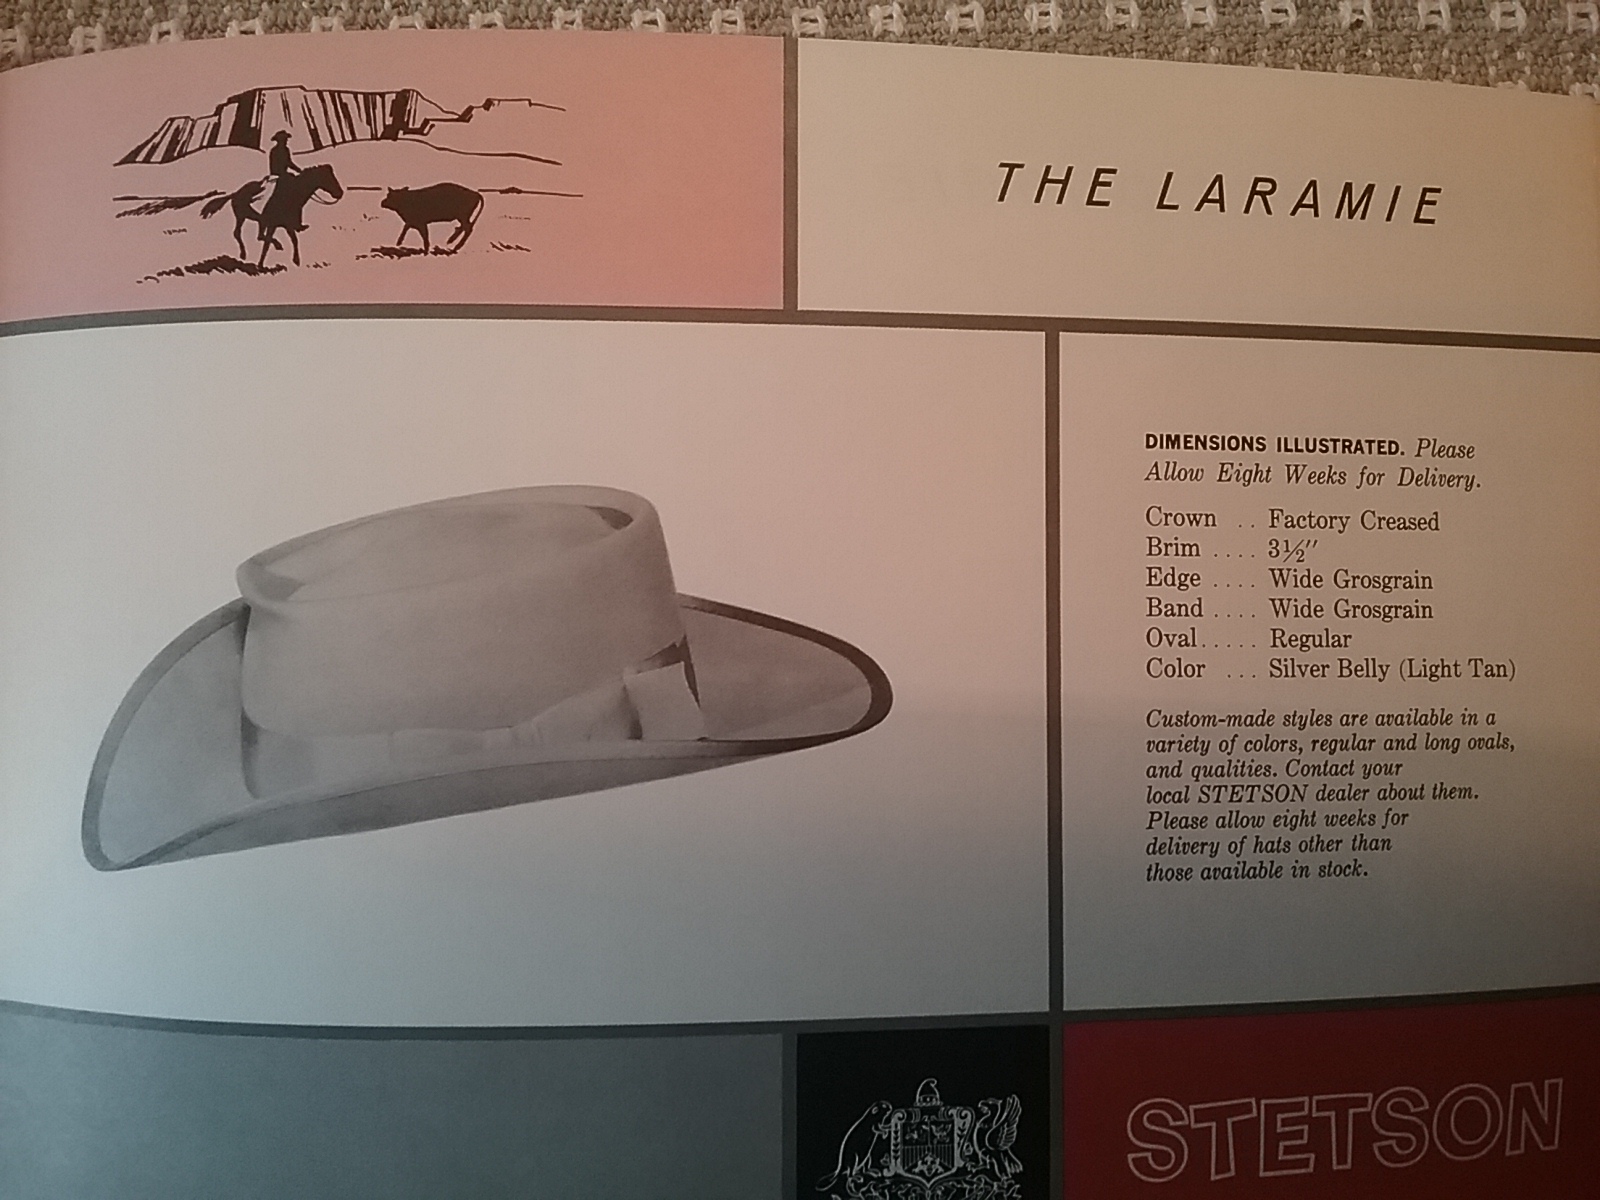 THE LARAMIE
DIMENSIONS ILLUSTRATED. Please
Allow Eight Weeks for Delivery.
Crown .. Factory Creased
Brim .... 3½″
Edge .... Wide Grosgrain
Band .... Wide Grosgrain
Oval ..... Regular
Color ... Silver Belly (Light Tan)
Custom-made styles are available in a
variety of colors, regular and long ovals,
and qualities. Contact your
local STETSON dealer about them.
Please allow eight weeks for
delivery of hats other than
those available in stock.
STETSON